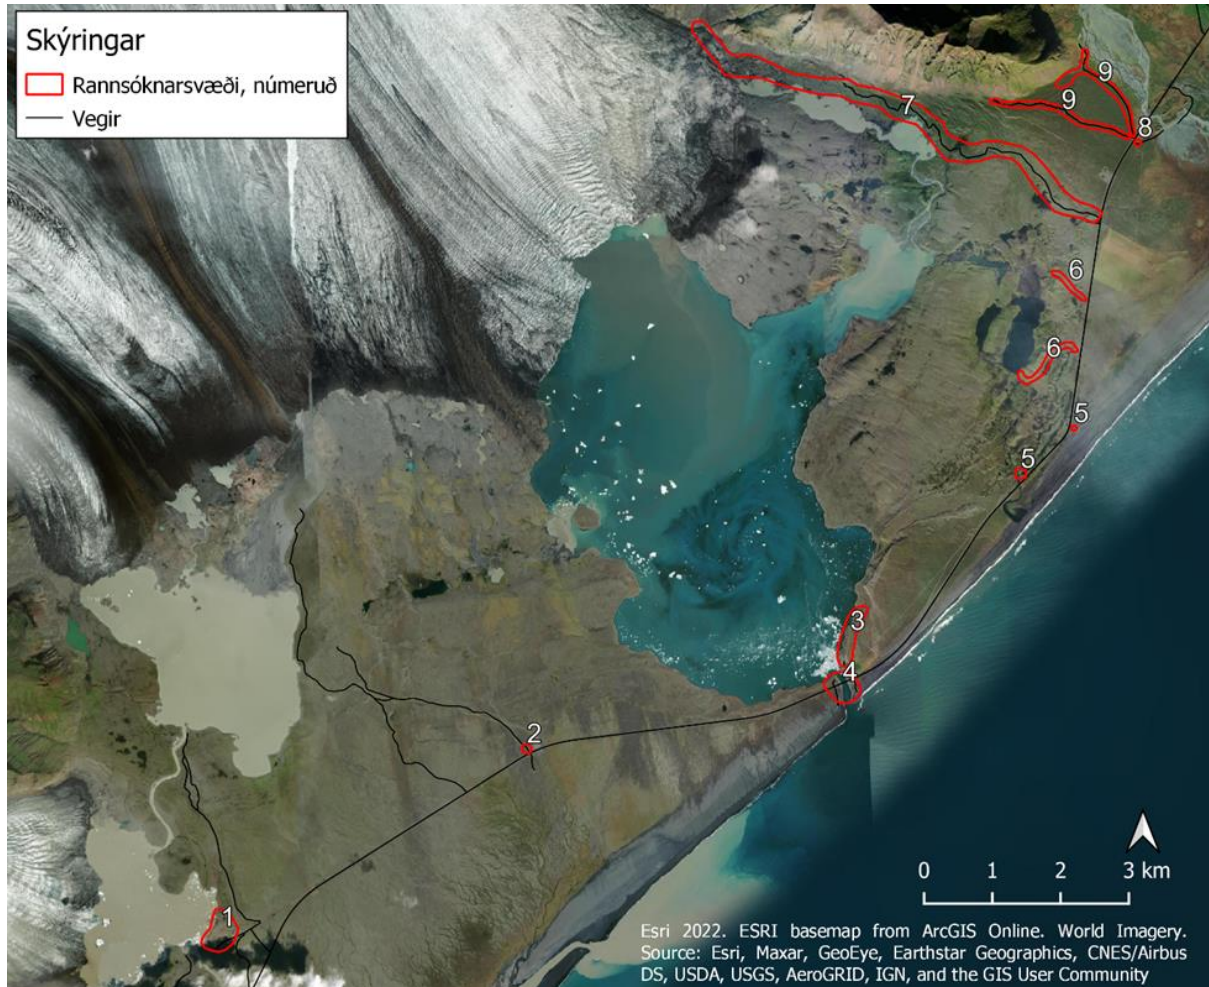 Skýringar
Rannsóknarsvæði, númeruð
Vegir
7
9
9
8
6
6
5
5
3
4
2
1
0 1 2 3 km
Esri 2022. ESRI basemap from ArcGIS Online. World Imagery.
Source: Esri, Maxar, GeoEye, Earthstar Geographics, CNES/Airbus
DS, USDA, USGS, AeroGRID, IGN, and the GIS User Community